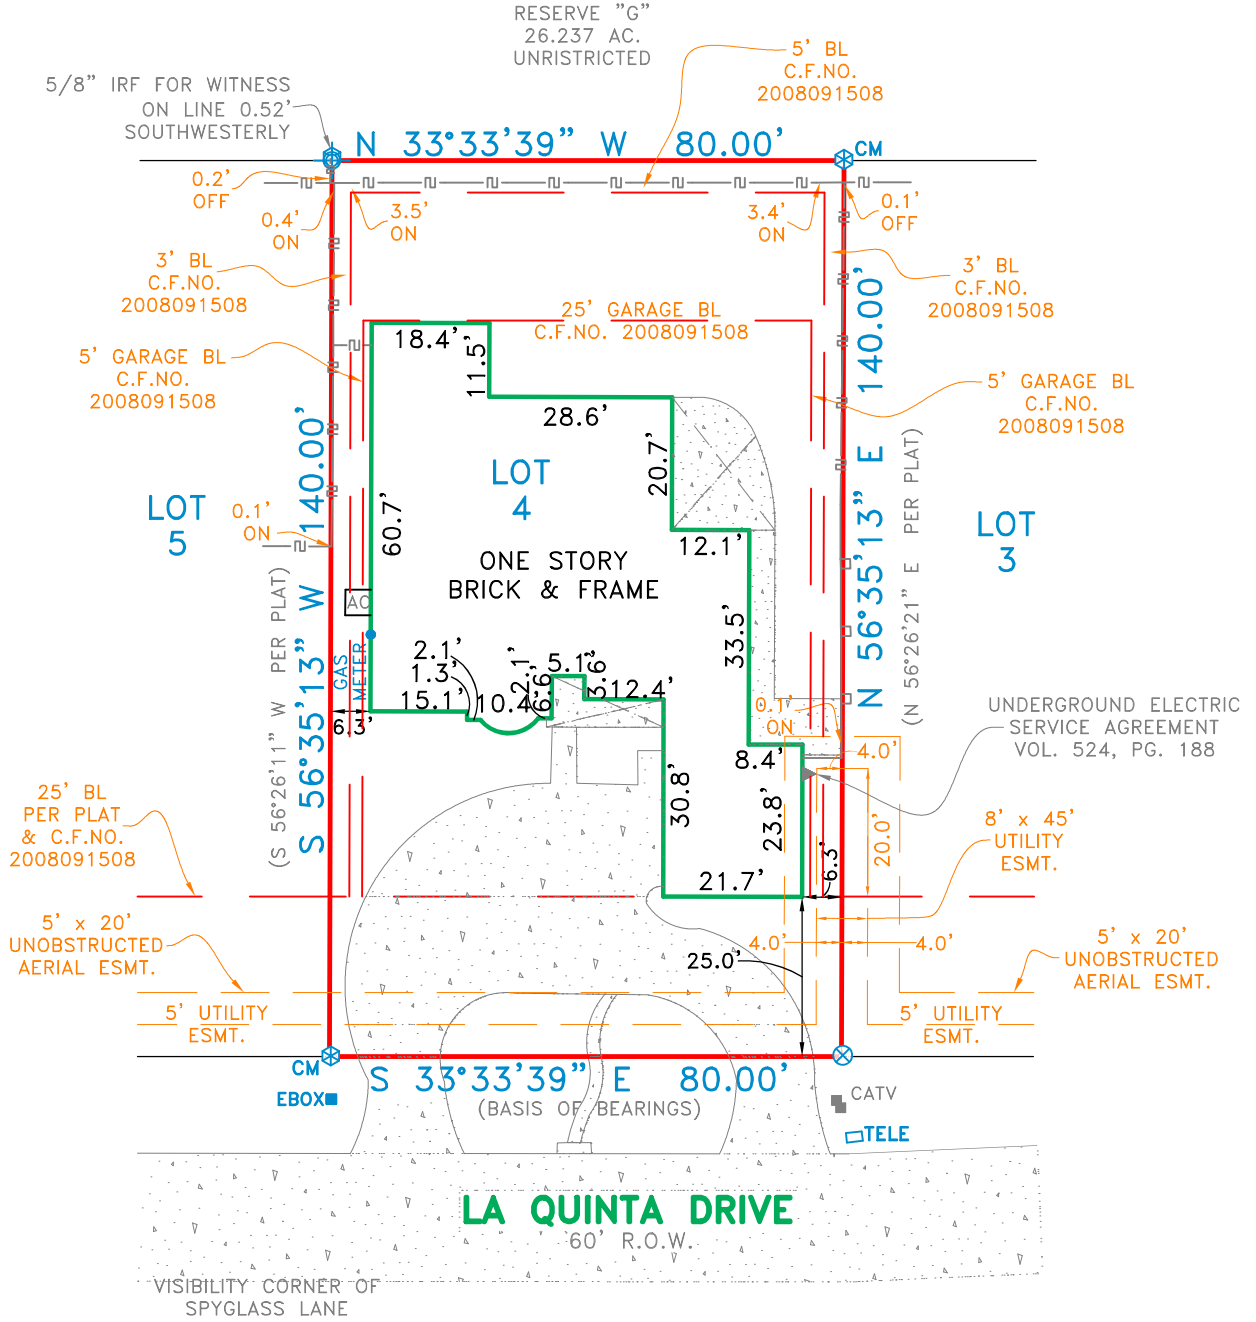 RESERVE "G"
26.237 AC.
UNRISTRICTED
5' BL
C.F.NO.
2008091508
5/8" IRF FOR WITNESS
ON LINE 0.52'
SOUTHWESTERLY
N 33°33'39" W 80.00'
CM
0.2'
OFF
0.4'
ON
3.5'
ON
3.4'
ON
0.1'
OFF
3' BL
C.F.NO.
2008091508
3' BL
C.F.NO.
2008091508
25' GARAGE BL
C.F.NO. 2008091508
5' GARAGE BL
C.F.NO.
2008091508
5' GARAGE BL
C.F.NO.
2008091508
18.4'
11.5'
28.6'
20.7'
12.1'
60.7'
33.5'
LOT
4
LOT
5
LOT
3
0.1'
ON
ONE STORY
BRICK & FRAME
S 56°35'13" W 140.00'
(S 56°26'11" W PER PLAT)
N 56°35'13" E 140.00'
(N 56°26'21" E PER PLAT)
AC
GAS
METER
2.1'
1.3'
15.1'
10.4'
2.1'
6.6'
5.1'
3.6'
12.4'
6.3'
0.1'
ON
4.0'
UNDERGROUND ELECTRIC
SERVICE AGREEMENT
VOL. 524, PG. 188
8.4'
30.8'
23.8'
20.0'
6.3'
21.7'
25' BL
PER PLAT
& C.F.NO.
2008091508
8' x 45'
UTILITY
ESMT.
5' x 20'
UNOBSTRUCTED
AERIAL ESMT.
4.0'
4.0'
25.0'
5' x 20'
UNOBSTRUCTED
AERIAL ESMT.
5' UTILITY
ESMT.
5' UTILITY
ESMT.
CM
S 33°33'39" E 80.00'
(BASIS OF BEARINGS)
EBOX
CATV
TELE
LA QUINTA DRIVE
60' R.O.W.
VISIBILITY CORNER OF
SPYGLASS LANE